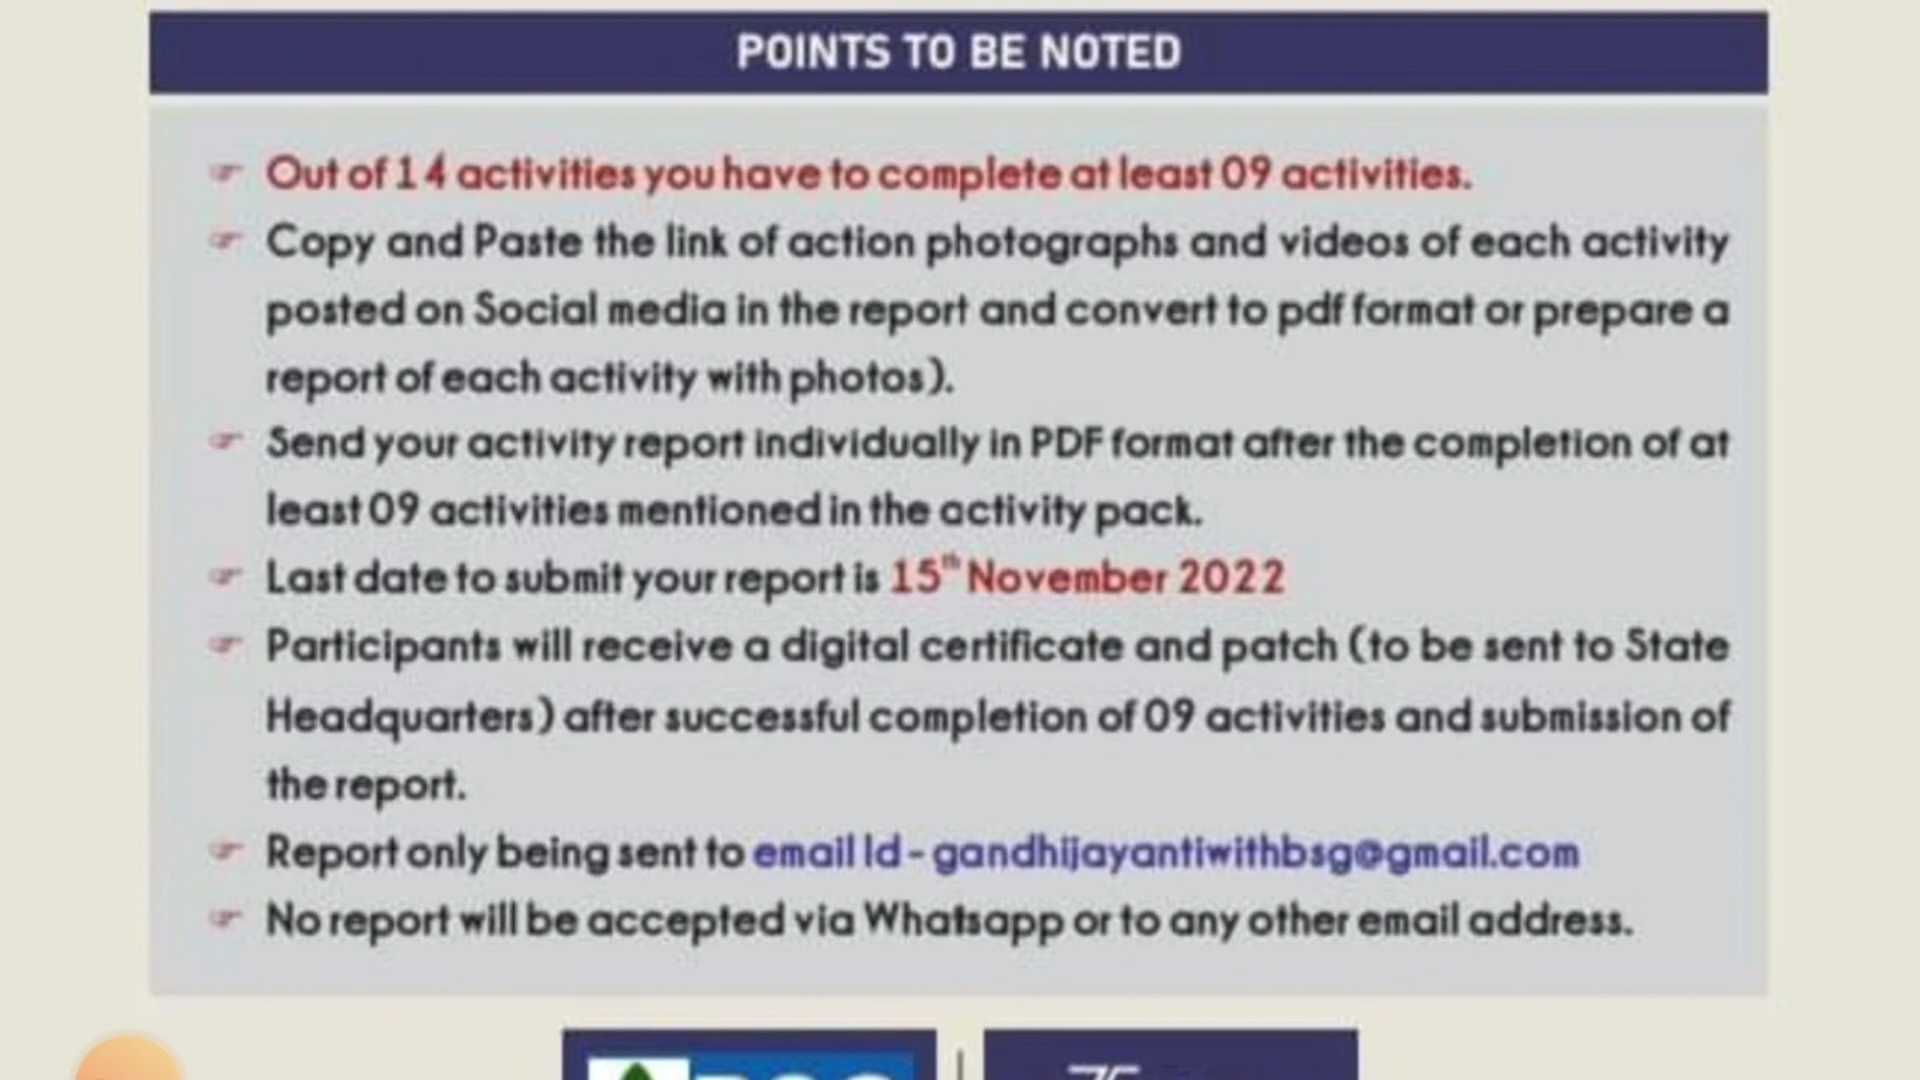 POINTS TO BE NOTED
☞ Out of 14 activities you have to complete at least 09 activities.
☞ Copy and Paste the link of action photographs and videos of each activity
posted on Social media in the report and convert to pdf format or prepare a
report of each activity with photos).
☞ Send your activity report individually in PDF format after the completion of at
least 09 activities mentioned in the activity pack.
☞ Last date to submit your report is 15th November 2022
☞ Participants will receive a digital certificate and patch (to be sent to State
Headquarters) after successful completion of 09 activities and submission of
the report.
☞ Report only being sent to email Id - gandhijayantiwithbsg@gmail.com
☞ No report will be accepted via Whatsapp or to any other email address.